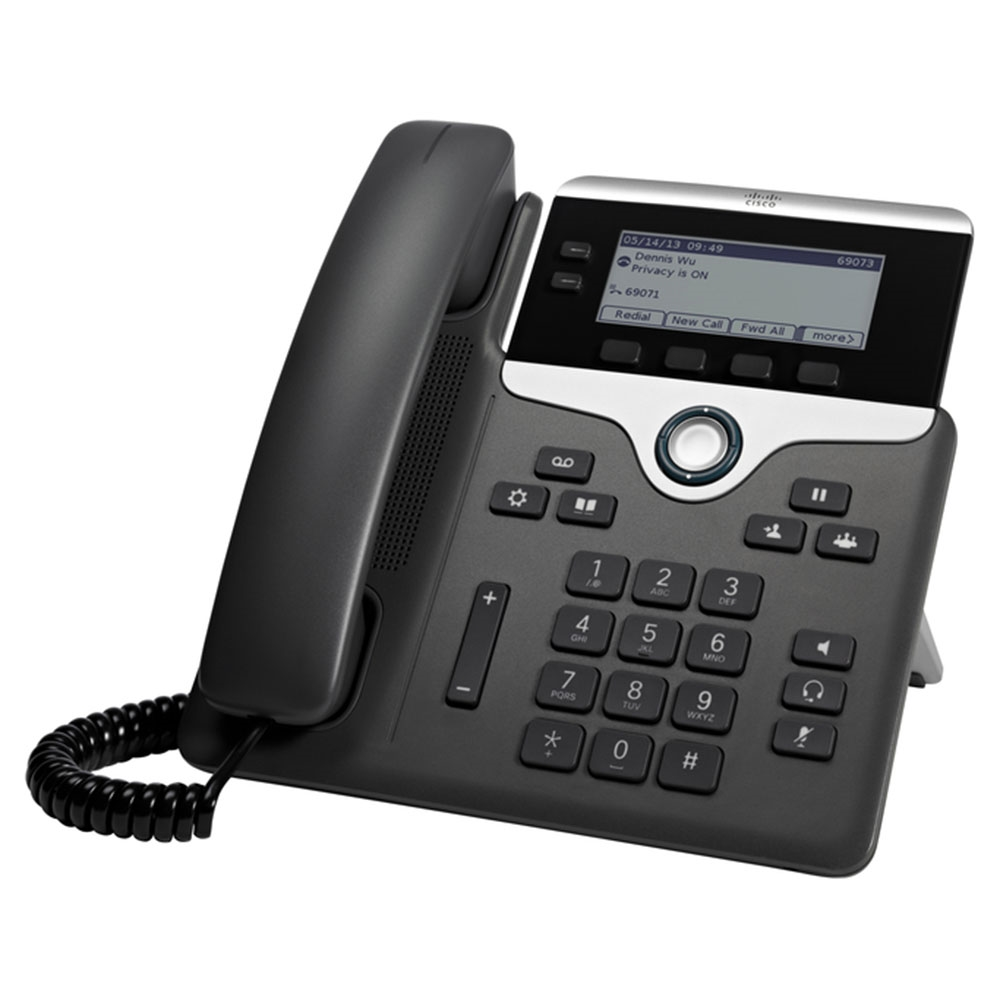 CISCO
05/14/13 09:49 69073
Dennis Wu
Privacy is ON
69071
Redial New Call Fwd All more>
+
−
1 2 ABC 3 DEF
4 GHI 5 JKL 6 MNO
7 PQRS 8 TUV 9 WXYZ
* + 0 #